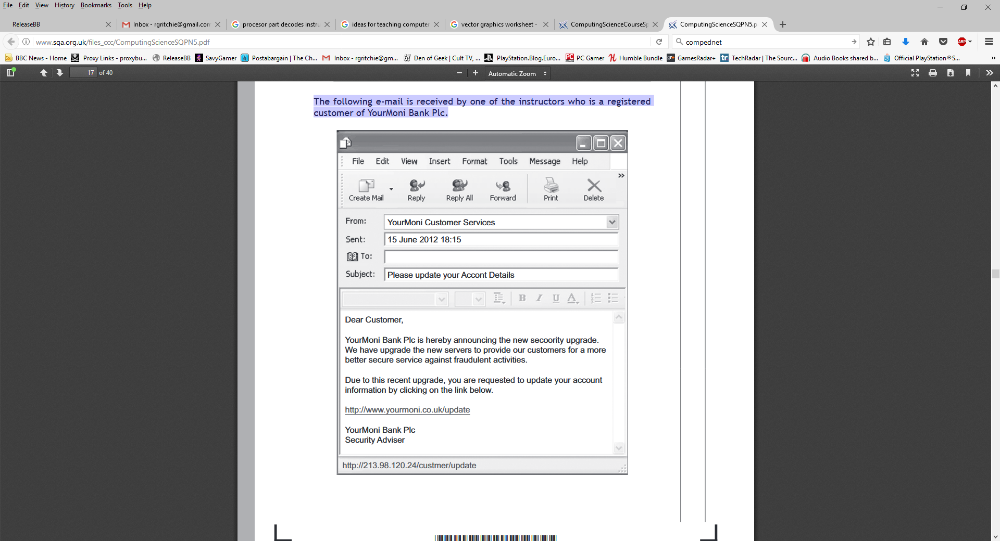 File Edit View History Bookmarks Tools Help
ReleaseBB
Inbox - rgritchie@gmail.con
procesor part decodes instru
ideas for teaching computer
vector graphics worksheet -
ComputingScienceCourseSp
ComputingScienceSQPN5.p
www.sqa.org.uk/files_ccc/ComputingScienceSQPN5.pdf
compednet
ABP
BBC News - Home Proxy Links - proxybu... ReleaseBB SavyGamer Postabargain | The Ch... Inbox - rgritchie@gm... Den of Geek | Cult TV, ... PlayStation.Blog.Euro... PC Gamer Humble Bundle GamesRadar+ TechRadar | The Sourc... Audio Books shared b... Official PlayStation®S...
17 of 40
Automatic Zoom
The following e-mail is received by one of the instructors who is a registered
customer of YourMoni Bank Plc.
File Edit View Insert Format Tools Message Help
Create Mail Reply Reply All Forward Print Delete
From: YourMoni Customer Services
Sent: 15 June 2012 18:15
To:
Subject: Please update your Accont Details
B I U A
Dear Customer,
YourMoni Bank Plc is hereby announcing the new secoority upgrade.
We have upgrade the new servers to provide our customers for a more
better secure service against fraudulent activities.
Due to this recent upgrade, you are requested to update your account
information by clicking on the link below.
http://www.yourmoni.co.uk/update
YourMoni Bank Plc
Security Adviser
http://213.98.120.24/custmer/update